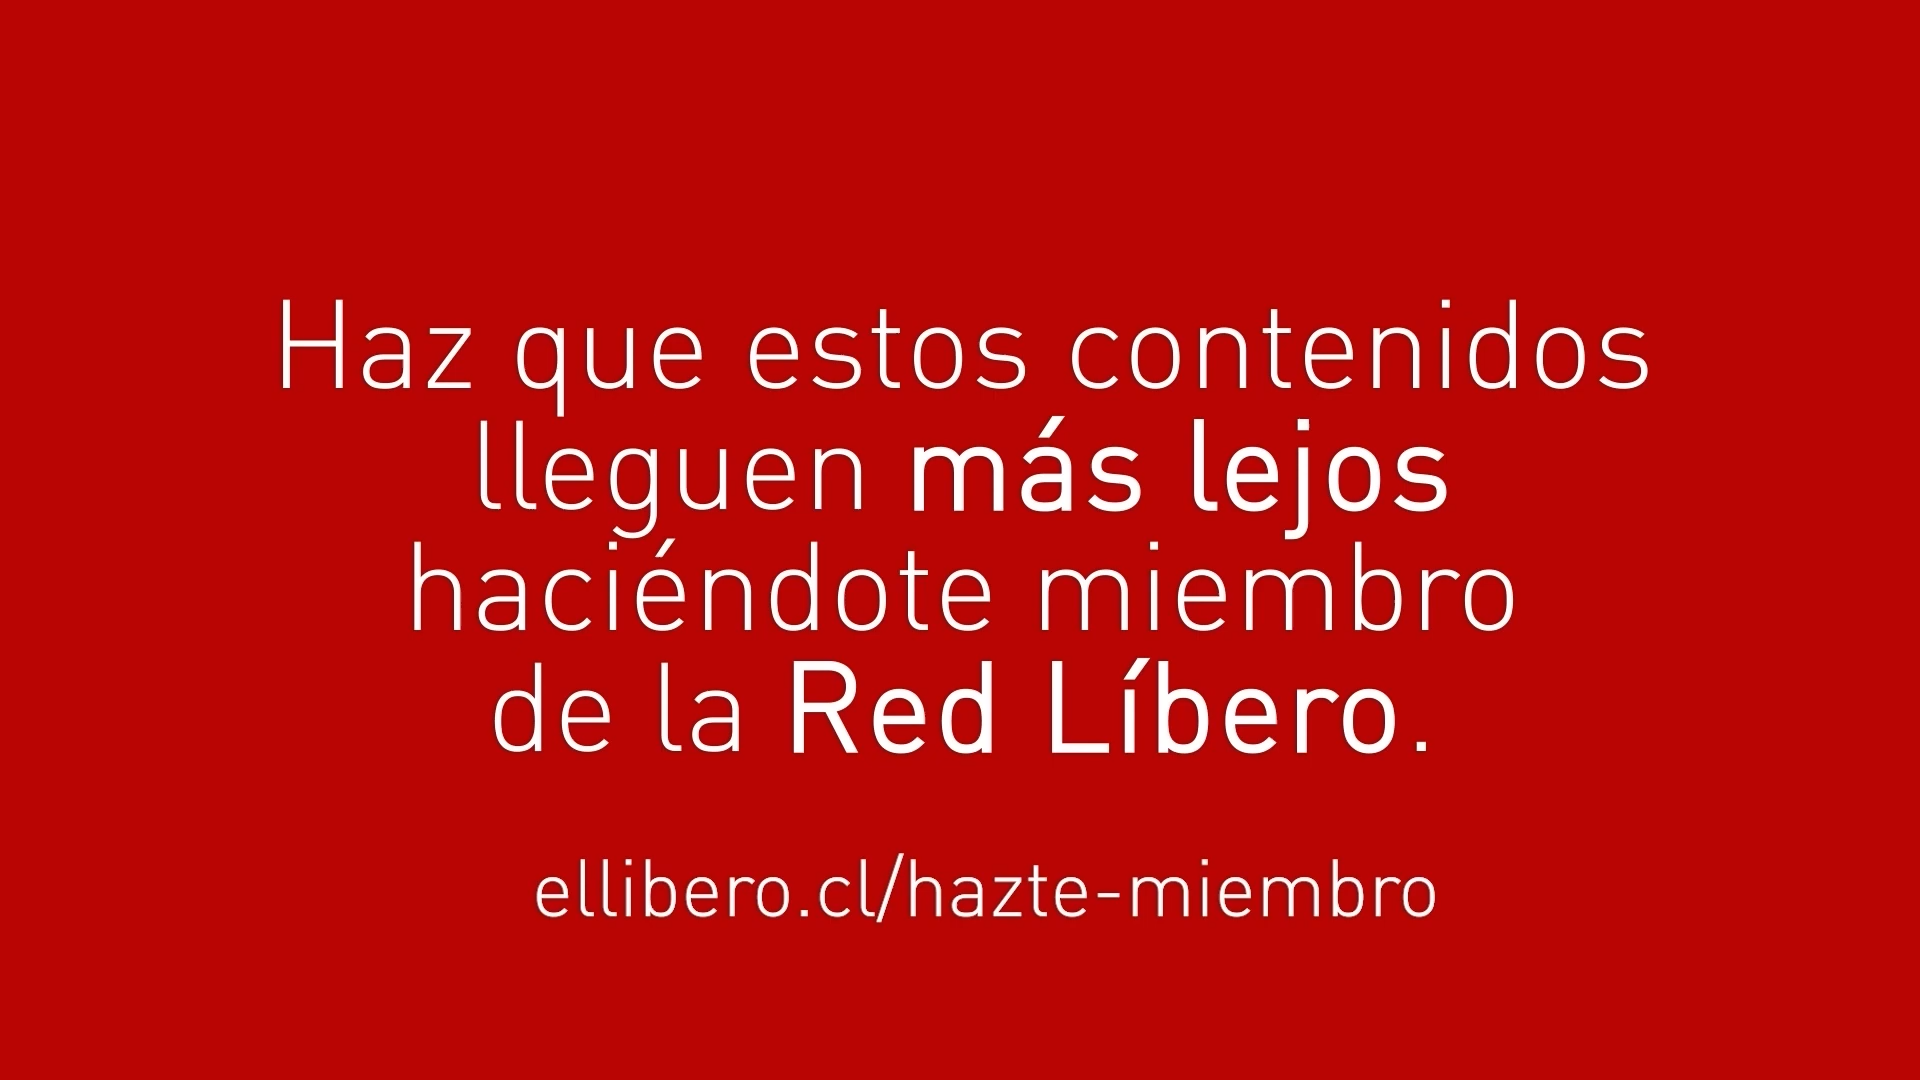 Haz que estos contenidos
lleguen más lejos
haciéndote miembro
de la Red Líbero.
ellibero.cl/hazte-miembro